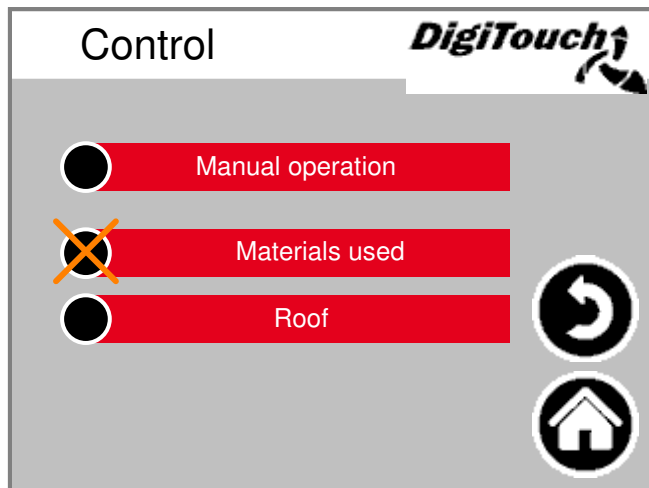 Control
DigiTouch
Manual operation
Materials used
Roof